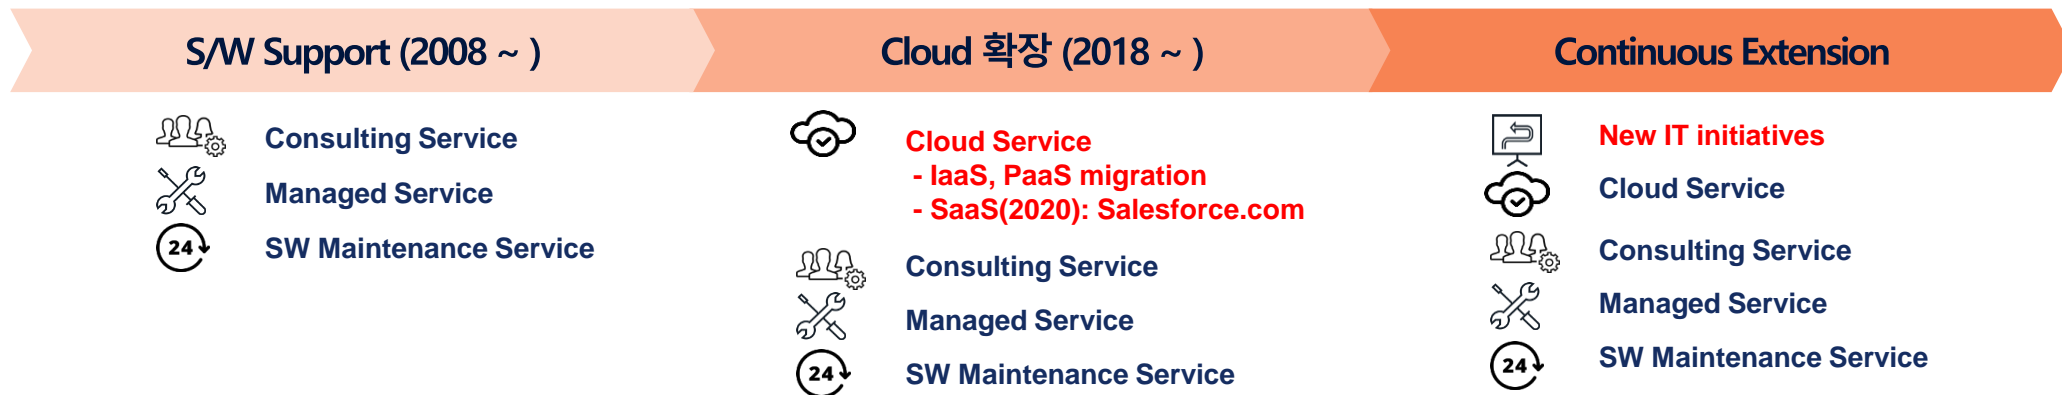 S/W Support (2008 ~ )
Consulting Service
Managed Service
24
SW Maintenance Service
Cloud 확장 (2018 ~ )
Cloud Service
- IaaS, PaaS migration
- SaaS(2020): Salesforce.com
Consulting Service
Managed Service
24
SW Maintenance Service
Continuous Extension
New IT initiatives
Cloud Service
Consulting Service
Managed Service
24
SW Maintenance Service